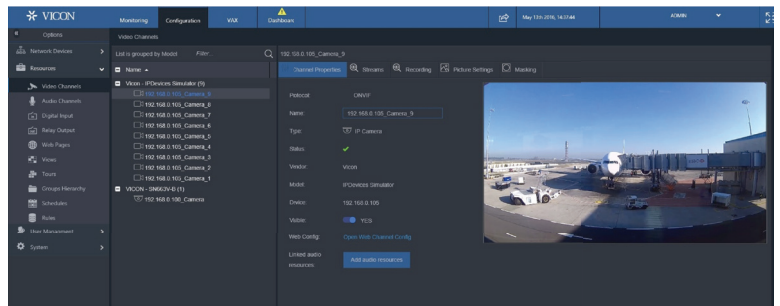 VICON
Monitoring Configuration VAX Dashboard May 13th 2016, 14:37:44 ADMIN
Options
Video Channels
Network Devices
Resources
Video Channels
Audio Channels
Digital Input
Relay Output
Web Pages
Views
Tours
Groups Hierarchy
Schedules
Rules
User Management
System
List is grouped by Model Filter...
Name
Vicon - IPDevices Simulator (9)
192.168.0.105_Camera_9
192.168.0.105_Camera_8
192.168.0.105_Camera_7
192.168.0.105_Camera_6
192.168.0.105_Camera_5
192.168.0.105_Camera_4
192.168.0.105_Camera_3
192.168.0.105_Camera_2
192.168.0.105_Camera_1
VICON - SN663V-B (1)
192.168.0.100_Camera
192.168.0.105_Camera_9
Channel Properties Streams Recording Picture Settings Masking
Protocol: ONVIF
Name: 192.168.0.105_Camera_9
Type: IP Camera
Status:
Vendor: Vicon
Model: IPDevices Simulator
Device: 192.168.0.105
Visible: YES
Web Config: Open Web Channel Config
Linked audio resources: Add audio resources